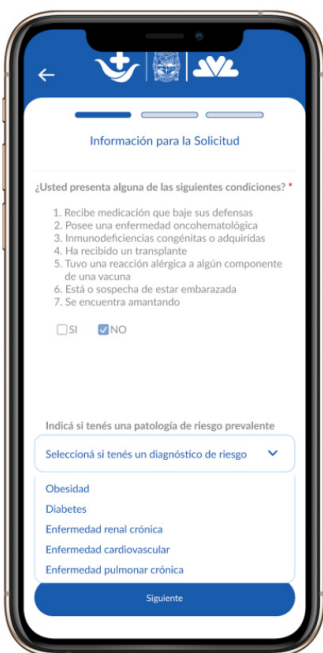 Información para la Solicitud
¿Usted presenta alguna de las siguientes condiciones? *
1. Recibe medicación que baje sus defensas
2. Posee una enfermedad oncohematológica
3. Inmunodeficiencias congénitas o adquiridas
4. Ha recibido un transplante
5. Tuvo una reacción alérgica a algún componente
de una vacuna
6. Está o sospecha de estar embarazada
7. Se encuentra amantando
SI NO
Indicá si tenés una patología de riesgo prevalente
Seleccioná si tenés un diagnóstico de riesgo
Obesidad
Diabetes
Enfermedad renal crónica
Enfermedad cardiovascular
Enfermedad pulmonar crónica
Siguiente